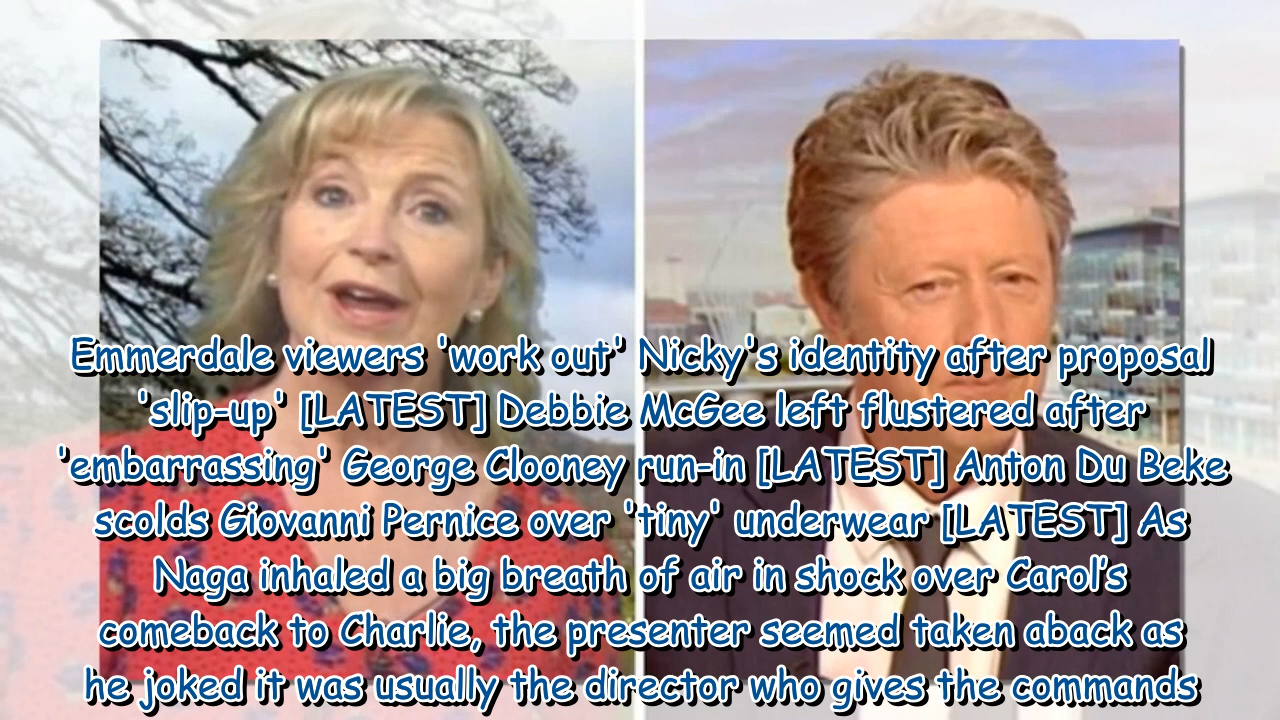 Emmerdale viewers 'work out' Nicky's identity after proposal
'slip-up' [LATEST] Debbie McGee left flustered after
'embarrassing' George Clooney run-in [LATEST] Anton Du Beke
scolds Giovanni Pernice over 'tiny' underwear [LATEST] As
Naga inhaled a big breath of air in shock over Carol’s
comeback to Charlie, the presenter seemed taken aback as
he joked it was usually the director who gives the commands